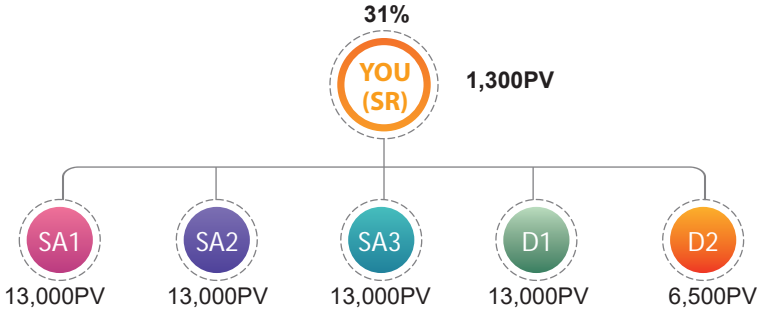 31%
YOU
(SR)
1,300PV
SA1
SA2
SA3
D1
D2
13,000PV
13,000PV
13,000PV
13,000PV
6,500PV